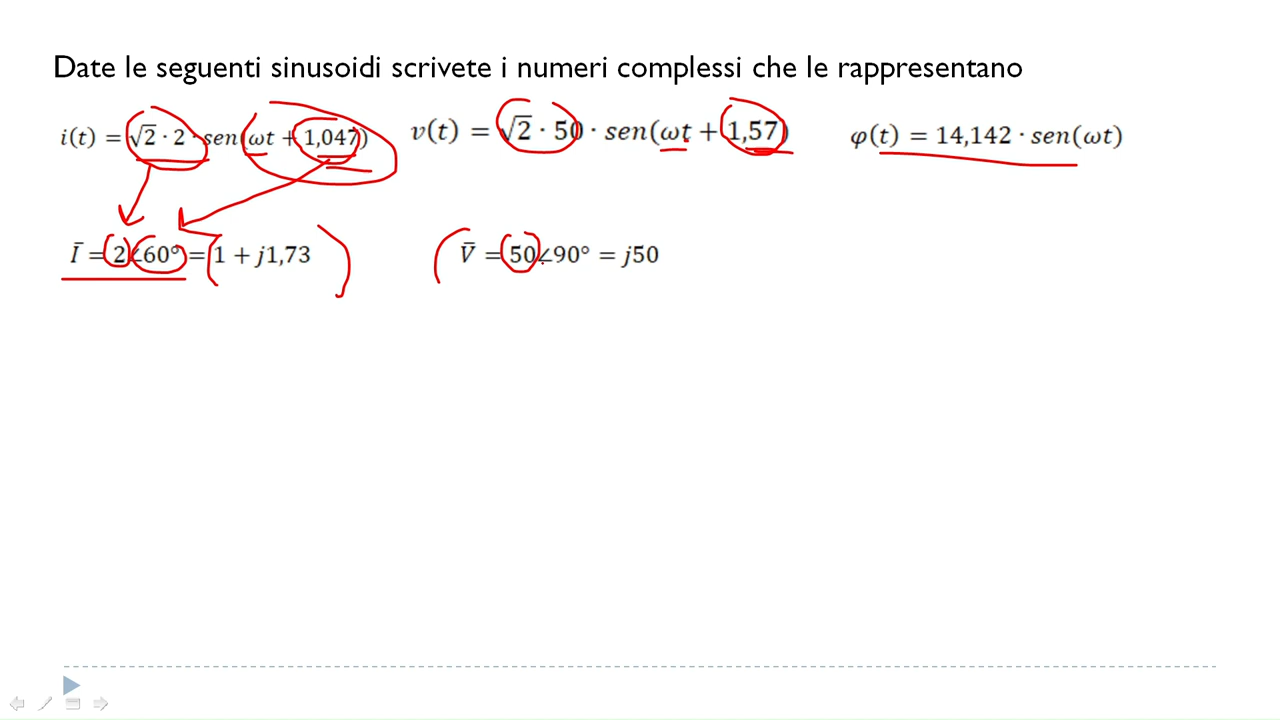 Date le seguenti sinusoidi scrivete i numeri complessi che le rappresentano
i(t) = √2 · 2 · sen(ωt + 1,047)) v(t) = √2 · 50 · sen(ωt + 1,57) φ(t) = 14,142 · sen(ωt)
Ī = 2∠60° = 1 + j1,73 V̄ = 50∠90° = j50